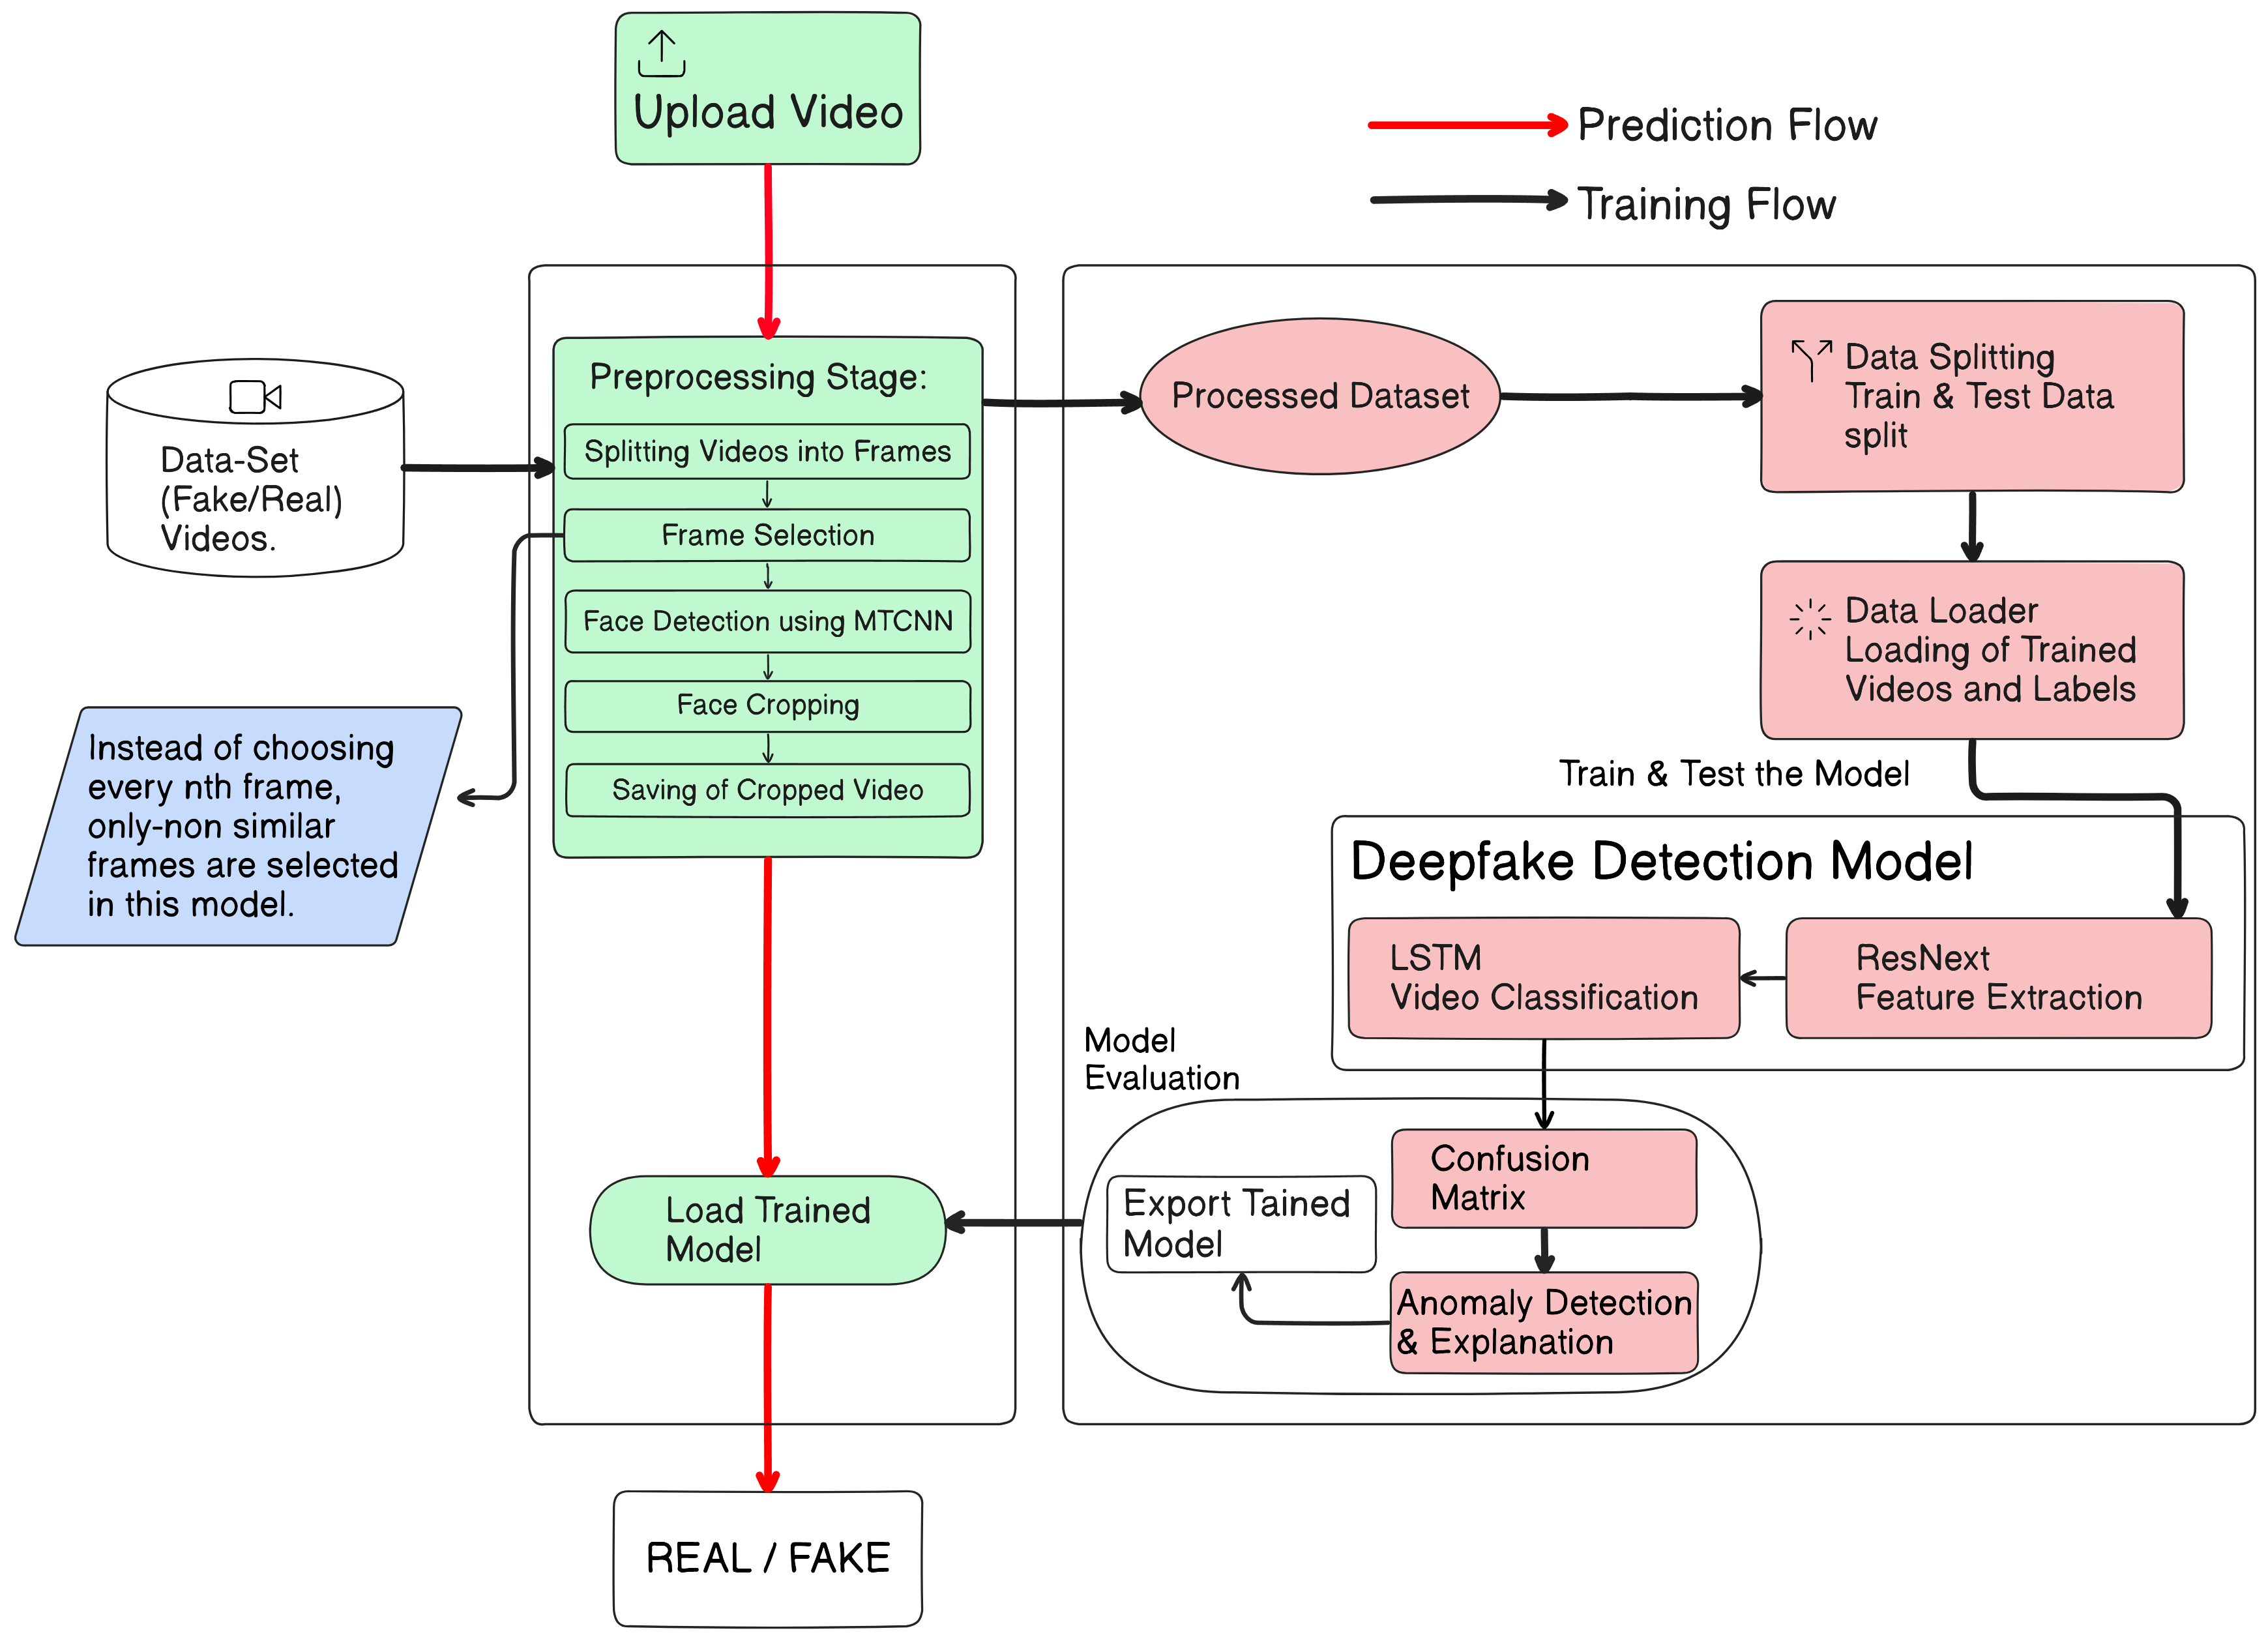 Upload Video
Prediction Flow
Training Flow
Preprocessing Stage:
Splitting Videos into Frames
Frame Selection
Face Detection using MTCNN
Face Cropping
Saving of Cropped Video
Data-Set
(Fake/Real)
Videos.
Instead of choosing
every nth frame,
only-non similar
frames are selected
in this model.
Processed Dataset
Data Splitting
Train & Test Data
split
Data Loader
Loading of Trained
Videos and Labels
Train & Test the Model
Deepfake Detection Model
LSTM
Video Classification
ResNext
Feature Extraction
Model
Evaluation
Confusion
Matrix
Export Tained
Model
Anomaly Detection
& Explanation
Load Trained
Model
REAL / FAKE